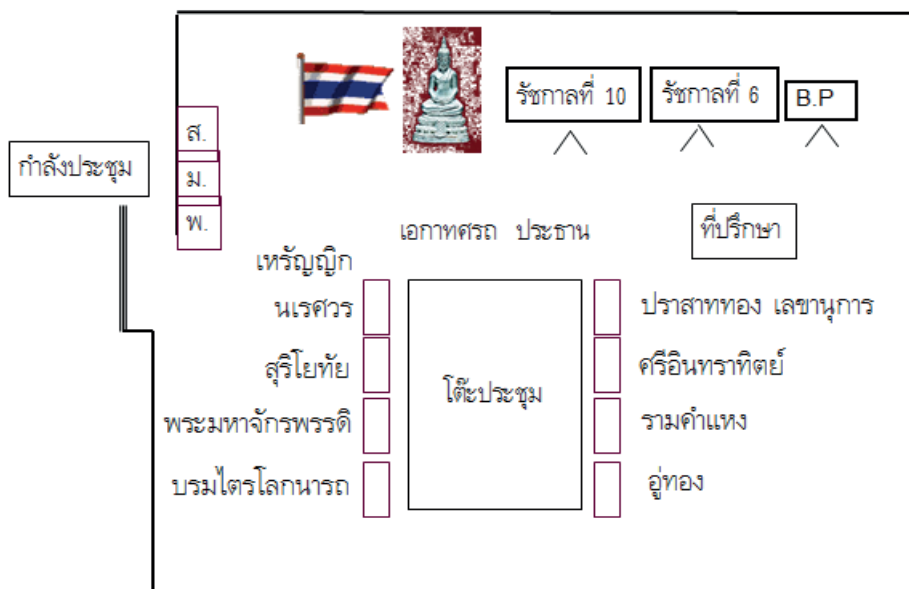 รัชกาลที่ 10
รัชกาลที่ 6
B.P
ส.
กำลังประชุม
ม.
พ.
เอกาทศรถ ประธาน
ที่ปรึกษา
เหรัญญิก
นเรศวร
ปราสาททอง เลขานุการ
สุริโยทัย
ศรีอินทราทิตย์
โต๊ะประชุม
พระมหาจักรพรรดิ
รามคำแหง
บรมไตรโลกนารถ
อู่ทอง